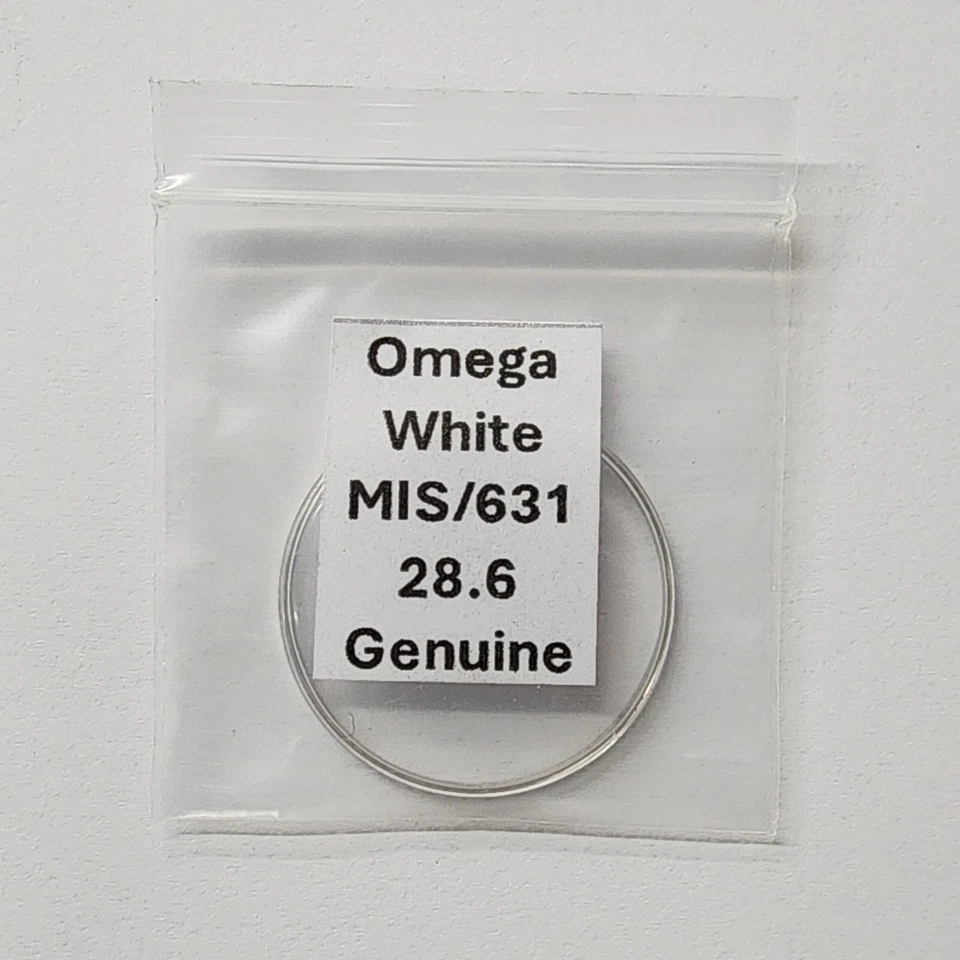 Omega
White
MIS/631
28.6
Genuine